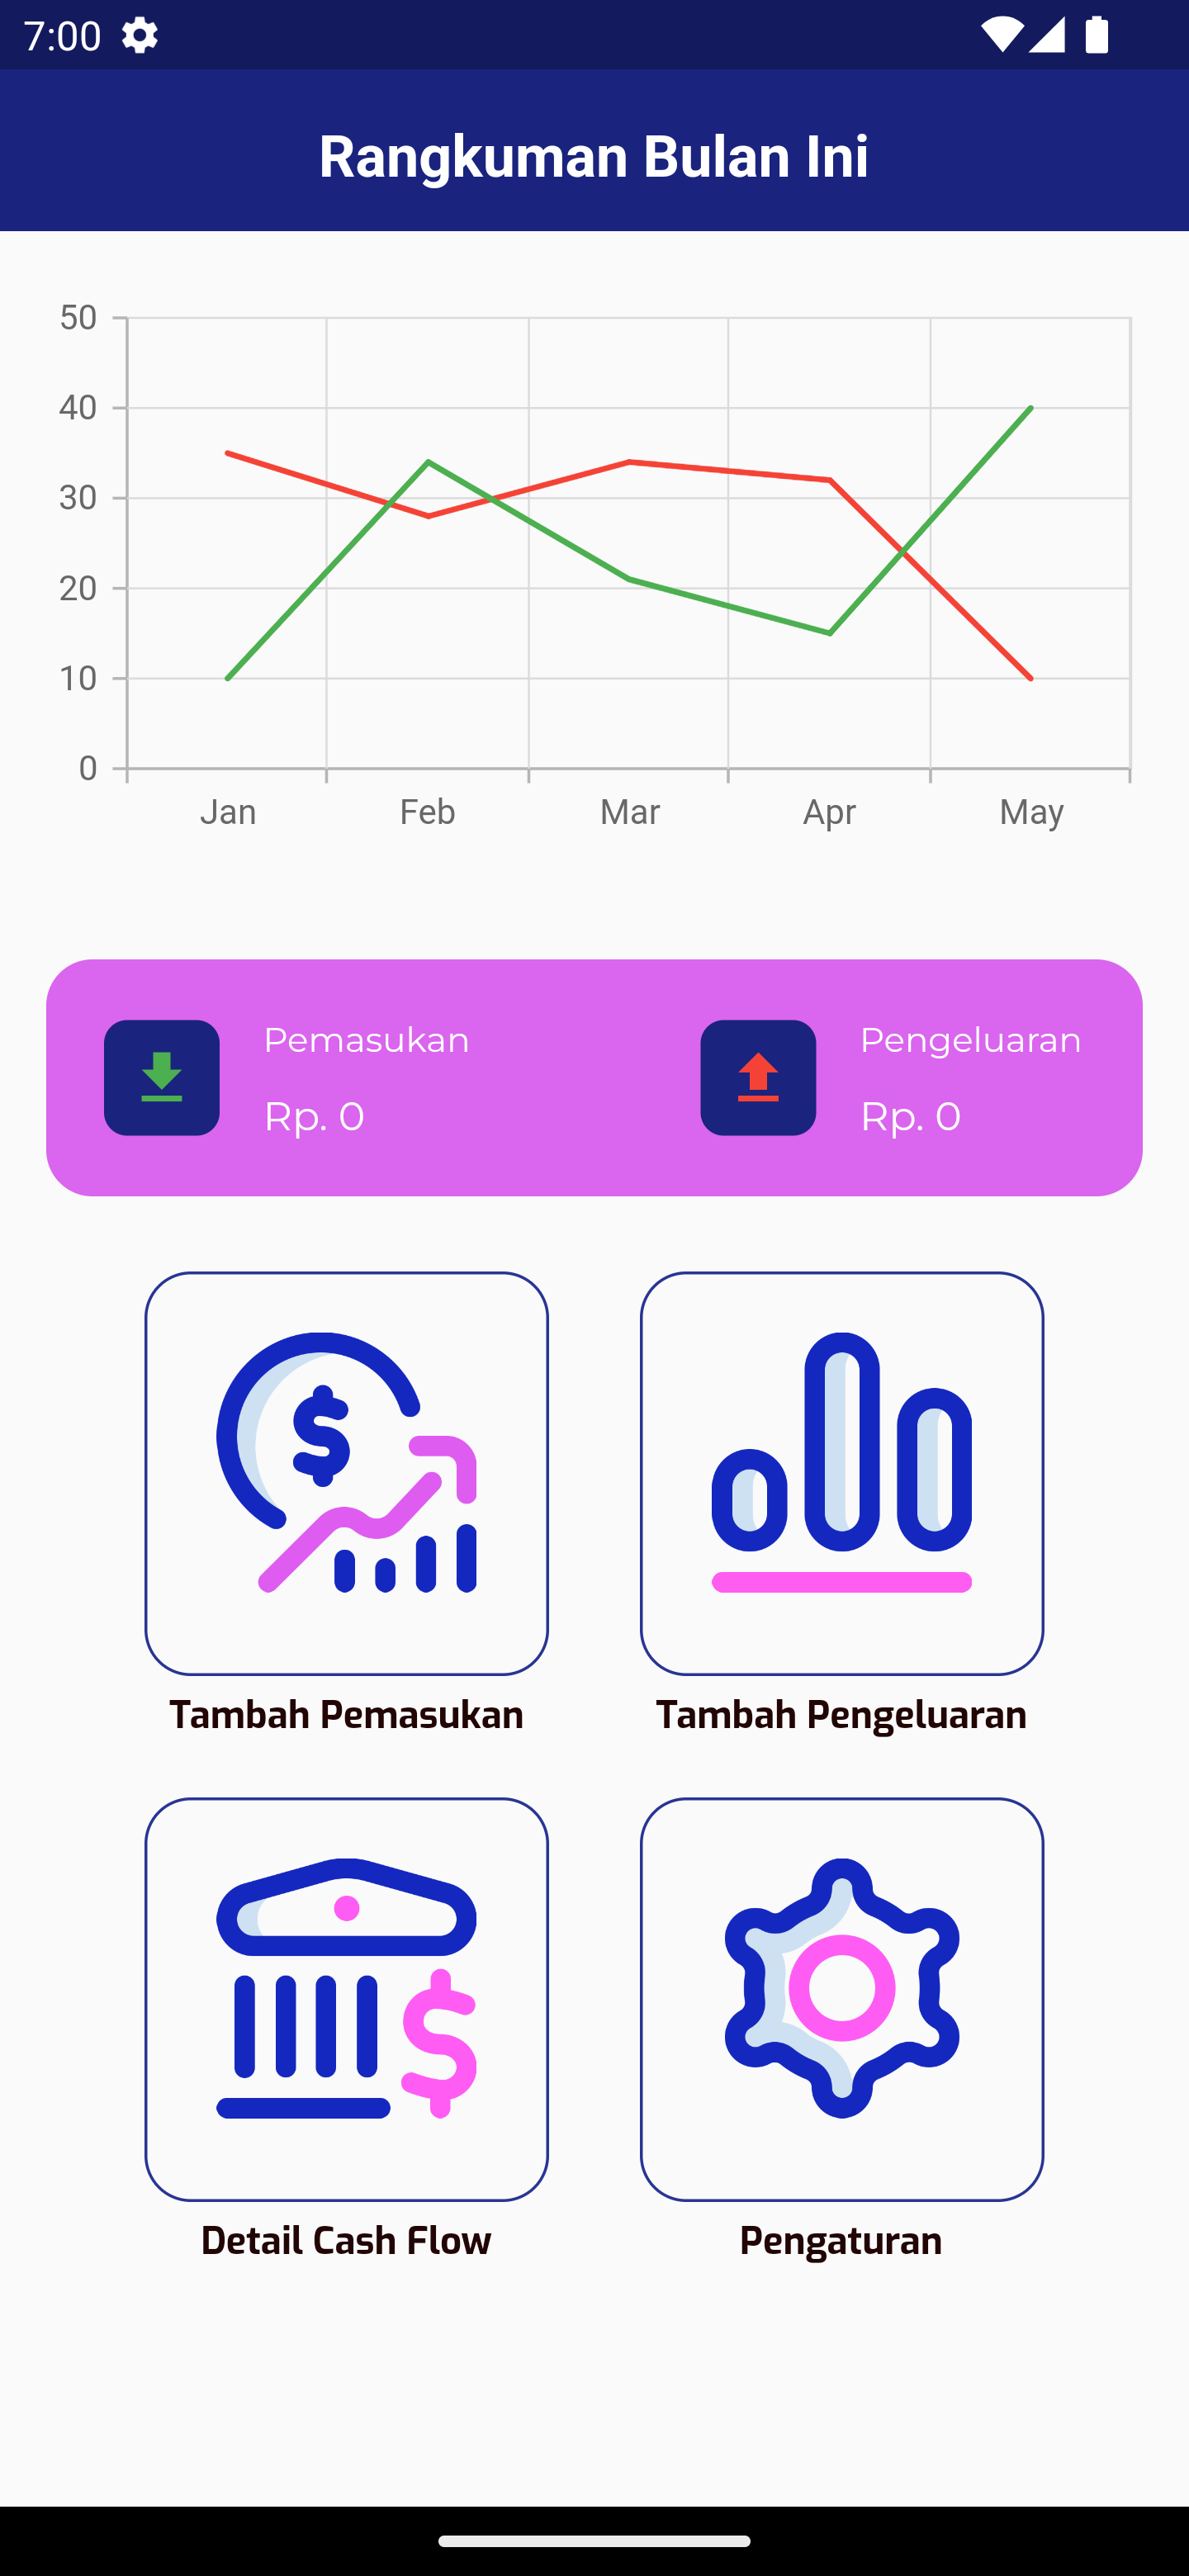 7:00
Rangkuman Bulan Ini
50
40
30
20
10
0
Jan Feb Mar Apr May
Pemasukan Pengeluaran
Rp. 0 Rp. 0
$
Tambah Pemasukan Tambah Pengeluaran
$
Detail Cash Flow Pengaturan